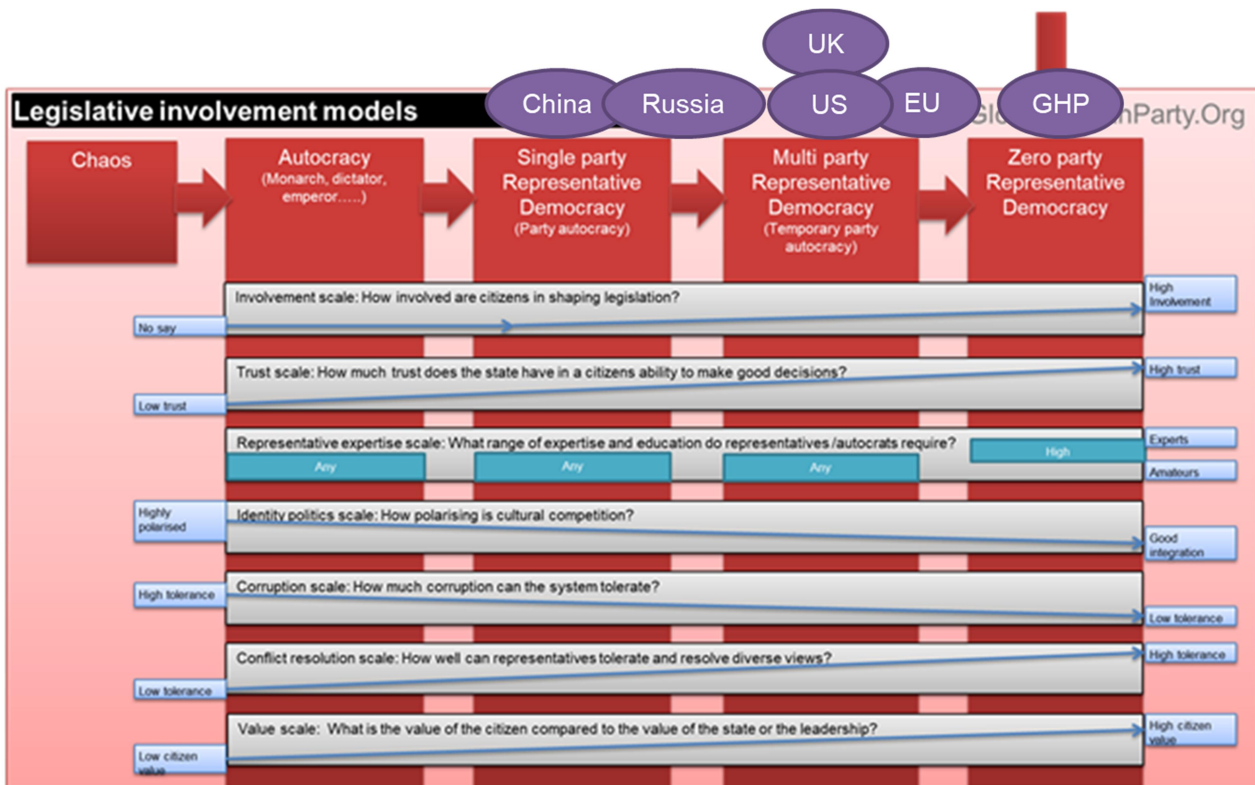 UK
China
Russia
US
EU
GHP
Legislative involvement models
nParty.Org
Chaos
Autocracy
(Monarch, dictator,
emperor.....)
Single party
Representative
Democracy
(Party autocracy)
Multi party
Representative
Democracy
(Temporary party
autocracy)
Zero party
Representative
Democracy
Involvement scale: How involved are citizens in shaping legislation?
High
Involvement
No say
Trust scale: How much trust does the state have in a citizens ability to make good decisions?
High trust
Low trust
Representative expertise scale: What range of expertise and education do representatives /autocrats require?
Experts
Any
Any
Any
High
Amateurs
Highly
polarised
Identity politics scale: How polarising is cultural competition?
Good
integration
Corruption scale: How much corruption can the system tolerate?
High tolerance
Low tolerance
Conflict resolution scale: How well can representatives tolerate and resolve diverse views?
High tolerance
Low tolerance
Value scale: What is the value of the citizen compared to the value of the state or the leadership?
High citizen
value
Low citizen
value